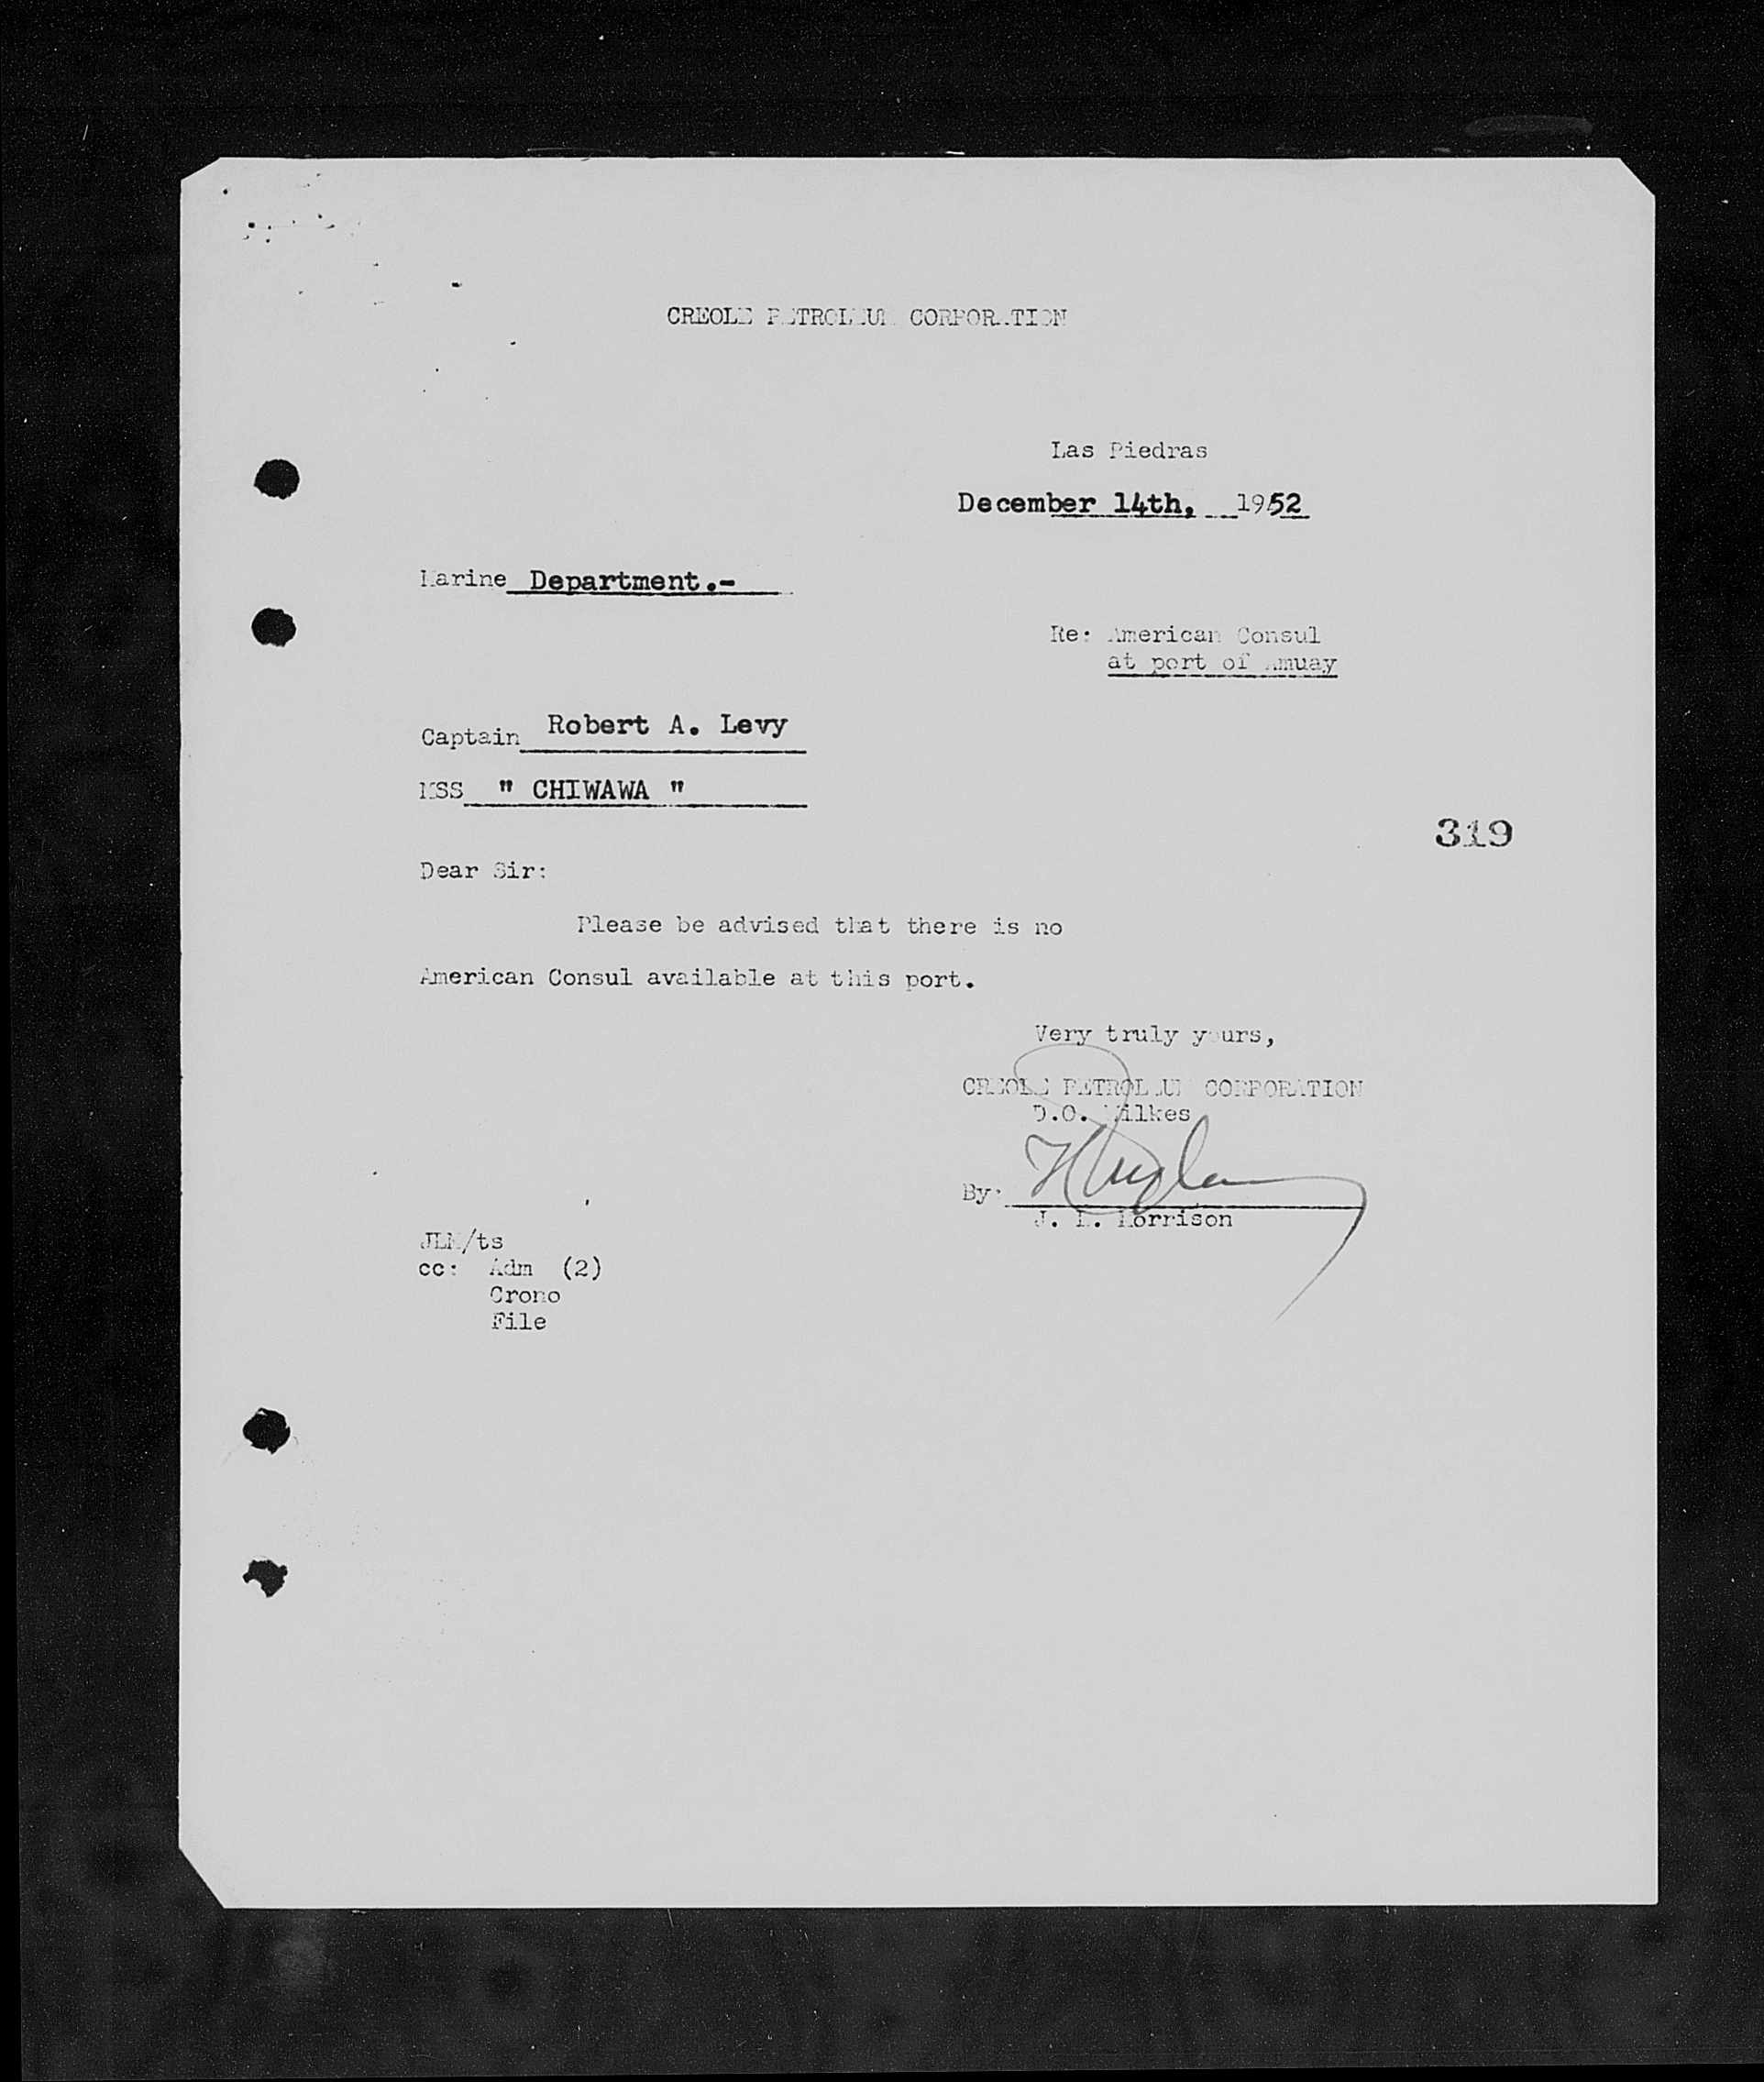 CREOLE PETROLEUM CORPORATION
Las Piedras
December 14th, 1952
Marine Department.-
Re: American Consul
at port of Amuay
Captain Robert A. Levy
MSS " CHIWAWA "
319
Dear Sir:
Please be advised that there is no
American Consul available at this port.
Very truly yours,
CREOLE PETROLEUM CORPORATION
D.O. Wilkes
By:
J. L. Morrison
JLM/ts
cc: Adm (2)
Crono
File